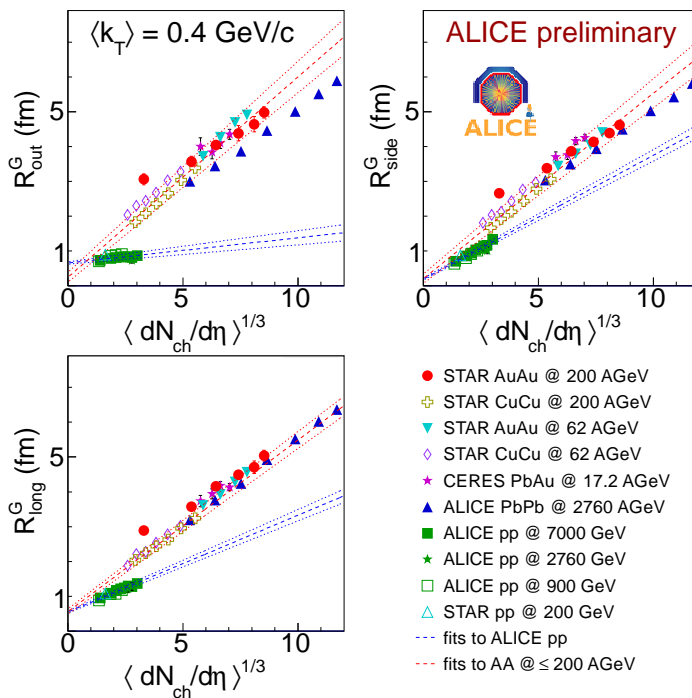 ⟨k_T⟩ = 0.4 GeV/c
R^G_out (fm)
5
1
0 5 10
⟨ dN_ch/dη ⟩^1/3
ALICE preliminary
ALICE
R^G_side (fm)
5
1
0 5 10
⟨ dN_ch/dη ⟩^1/3
R^G_long (fm)
5
1
0 5 10
⟨ dN_ch/dη ⟩^1/3
STAR AuAu @ 200 AGeV
STAR CuCu @ 200 AGeV
STAR AuAu @ 62 AGeV
STAR CuCu @ 62 AGeV
CERES PbAu @ 17.2 AGeV
ALICE PbPb @ 2760 AGeV
ALICE pp @ 7000 GeV
ALICE pp @ 2760 GeV
ALICE pp @ 900 GeV
STAR pp @ 200 GeV
fits to ALICE pp
fits to AA @ ≤ 200 AGeV